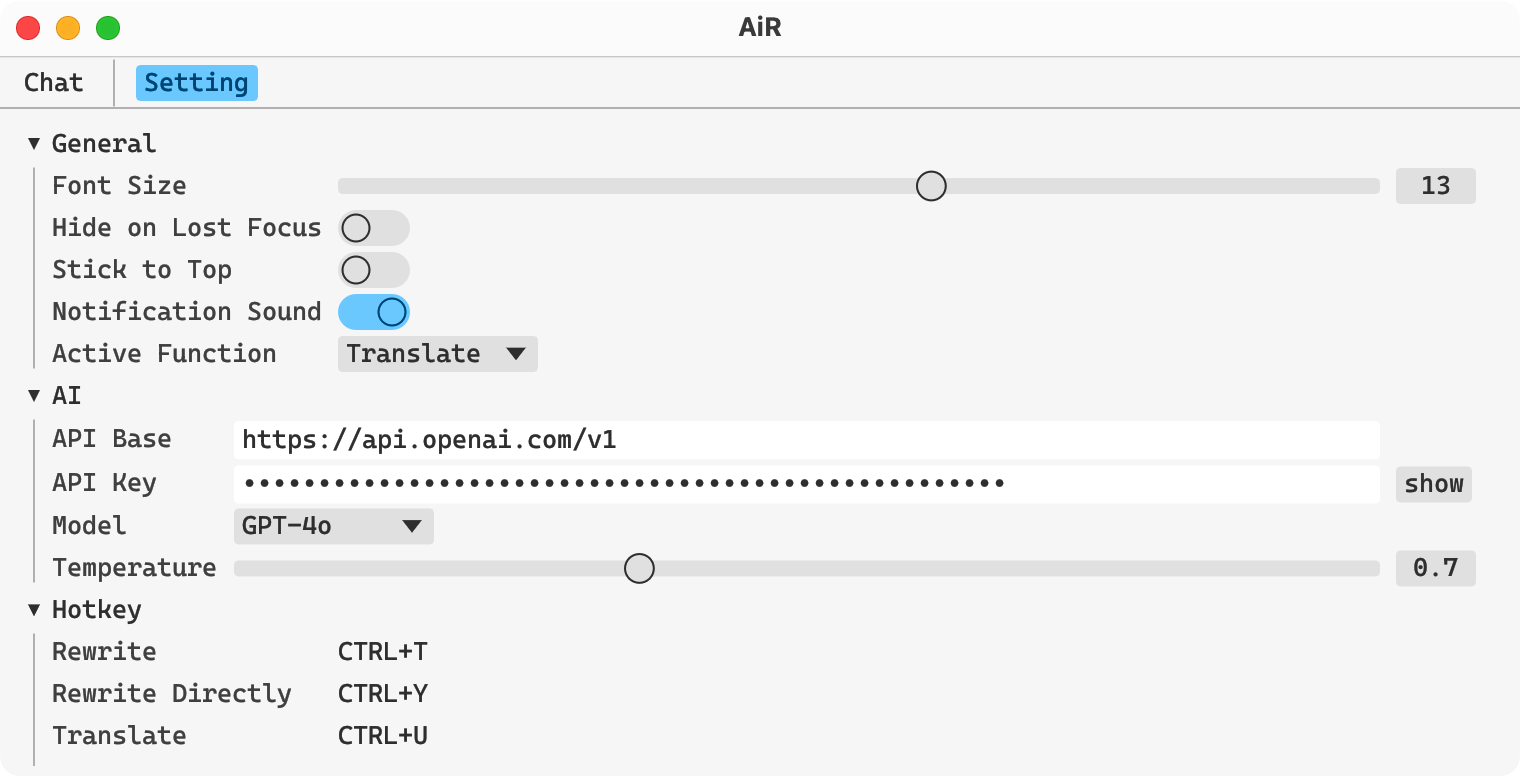 AiR
Chat Setting
▼ General
Font Size 13
Hide on Lost Focus
Stick to Top
Notification Sound
Active Function Translate ▼
▼ AI
API Base https://api.openai.com/v1
API Key ••••••••••••••••••••••••••••••••••••••••••••••••••• show
Model GPT-4o ▼
Temperature 0.7
▼ Hotkey
Rewrite CTRL+T
Rewrite Directly CTRL+Y
Translate CTRL+U